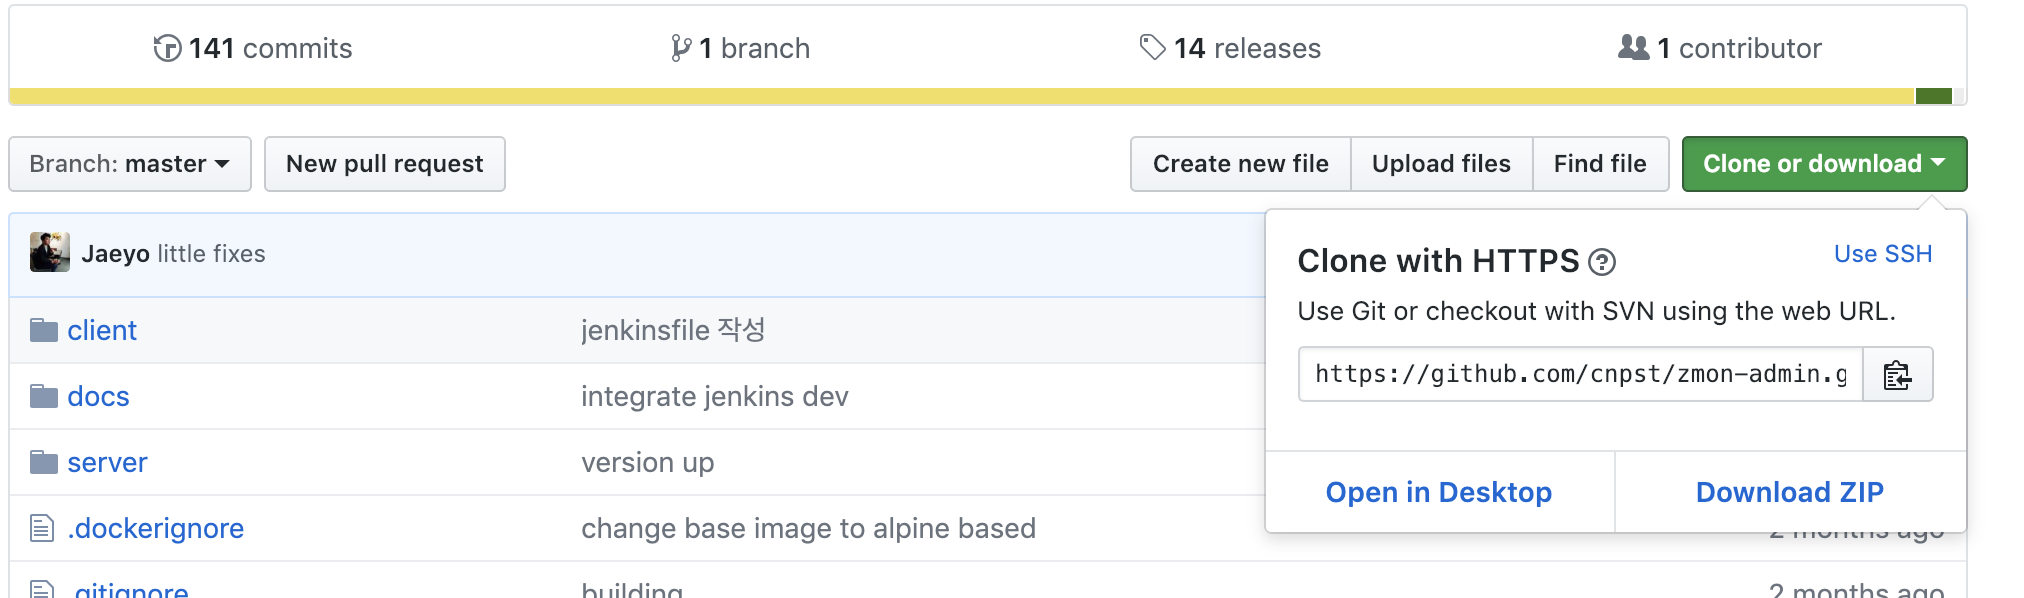 141 commits 1 branch 14 releases 1 contributor
Branch: master New pull request Create new file Upload files Find file Clone or download
Jaeyo little fixes
Clone with HTTPS Use SSH
Use Git or checkout with SVN using the web URL.
https://github.com/cnpst/zmon-admin.g
Open in Desktop Download ZIP
client jenkinsfile 작성
docs integrate jenkins dev
server version up
.dockerignore change base image to alpine based 2 months ago
.gitignore building 2 months ago